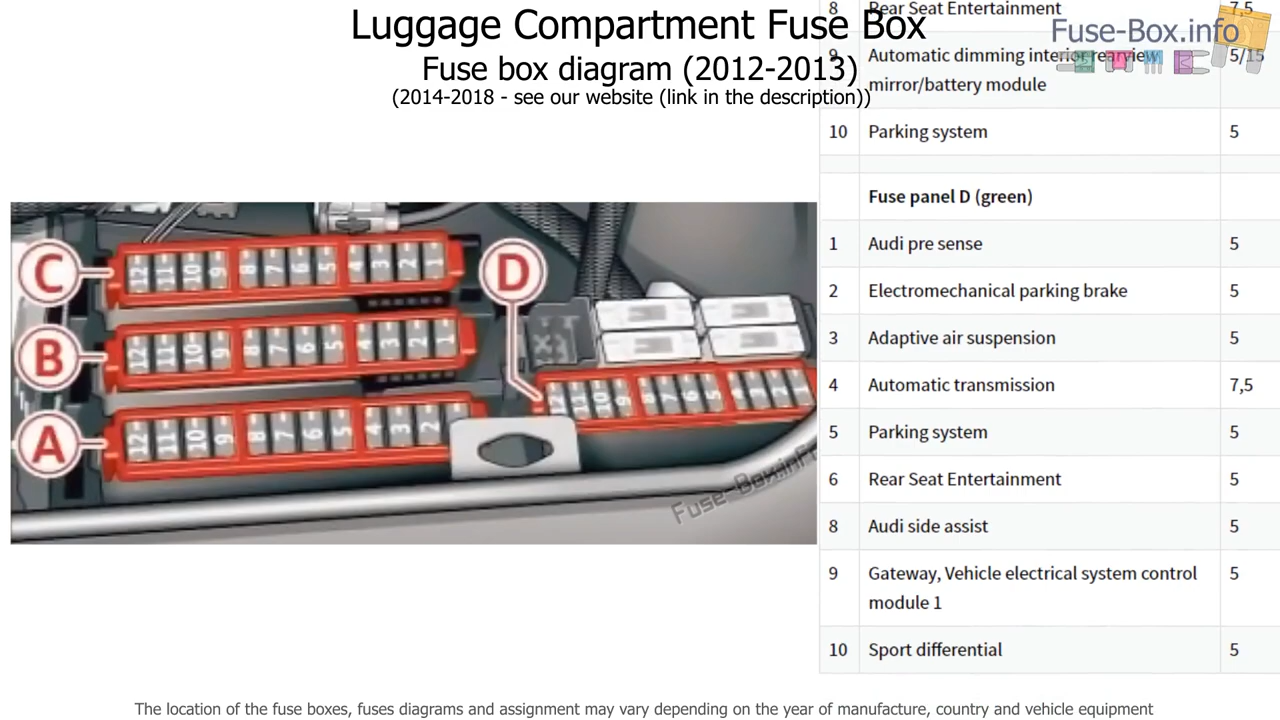 Luggage Compartment Fuse Box
Fuse box diagram (2012-2013)
(2014-2018 - see our website (link in the description))
Fuse-Box.info
8 Rear Seat Entertainment 7,5
9 Automatic dimming interior rearview 5/15
mirror/battery module
10 Parking system 5
Fuse panel D (green)
1 Audi pre sense 5
2 Electromechanical parking brake 5
3 Adaptive air suspension 5
4 Automatic transmission 7,5
5 Parking system 5
6 Rear Seat Entertainment 5
8 Audi side assist 5
9 Gateway, Vehicle electrical system control 5
module 1
10 Sport differential 5
C 12 11 10 9 8 7 6 5 4 3 2 1
D
B 12 11 10 9 8 7 6 5 4 3 2 1
12 11 10 9 8 7 6 5 4 3 2 1
A 12 11 10 9 8 7 6 5 4 3 2
Fuse-Box.inf
The location of the fuse boxes, fuses diagrams and assignment may vary depending on the year of manufacture, country and vehicle equipment